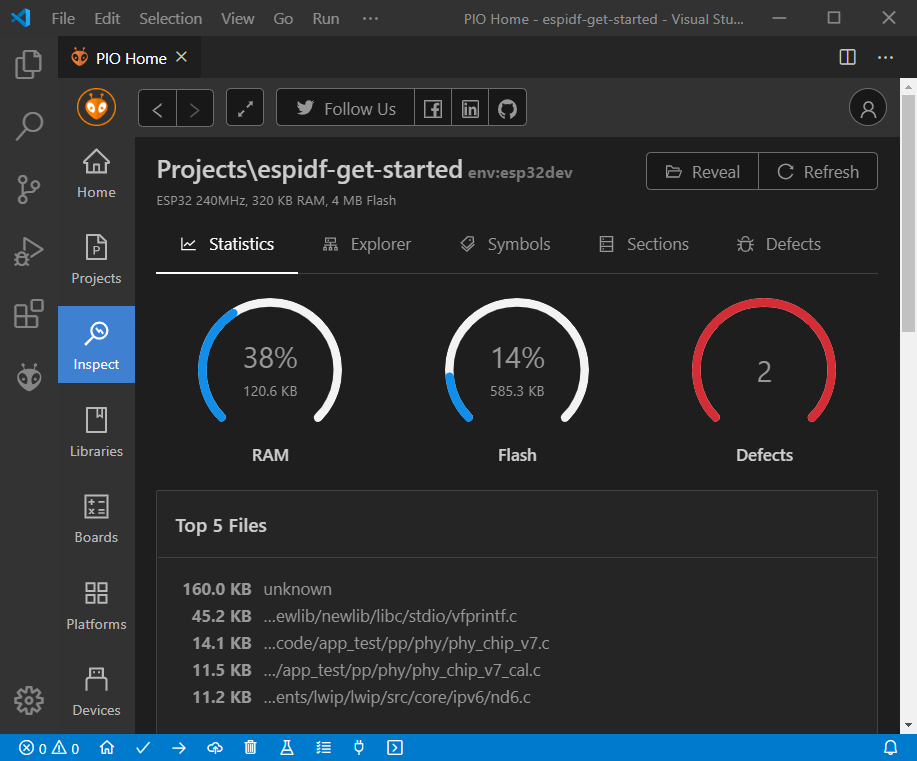 File Edit Selection View Go Run ··· PIO Home - espidf-get-started - Visual Stu...
PIO Home
Follow Us
Home
Projects
Inspect
Libraries
Boards
Platforms
Devices
Projects\espidf-get-started env:esp32dev
Reveal Refresh
ESP32 240MHz, 320 KB RAM, 4 MB Flash
Statistics Explorer Symbols Sections Defects
38% 14% 2
120.6 KB 585.3 KB
RAM Flash Defects
Top 5 Files
160.0 KB unknown
45.2 KB ...ewlib/newlib/libc/stdio/vfprintf.c
14.1 KB ...code/app_test/pp/phy/phy_chip_v7.c
11.5 KB .../app_test/pp/phy/phy_chip_v7_cal.c
11.2 KB ...ents/lwip/lwip/src/core/ipv6/nd6.c
0 0